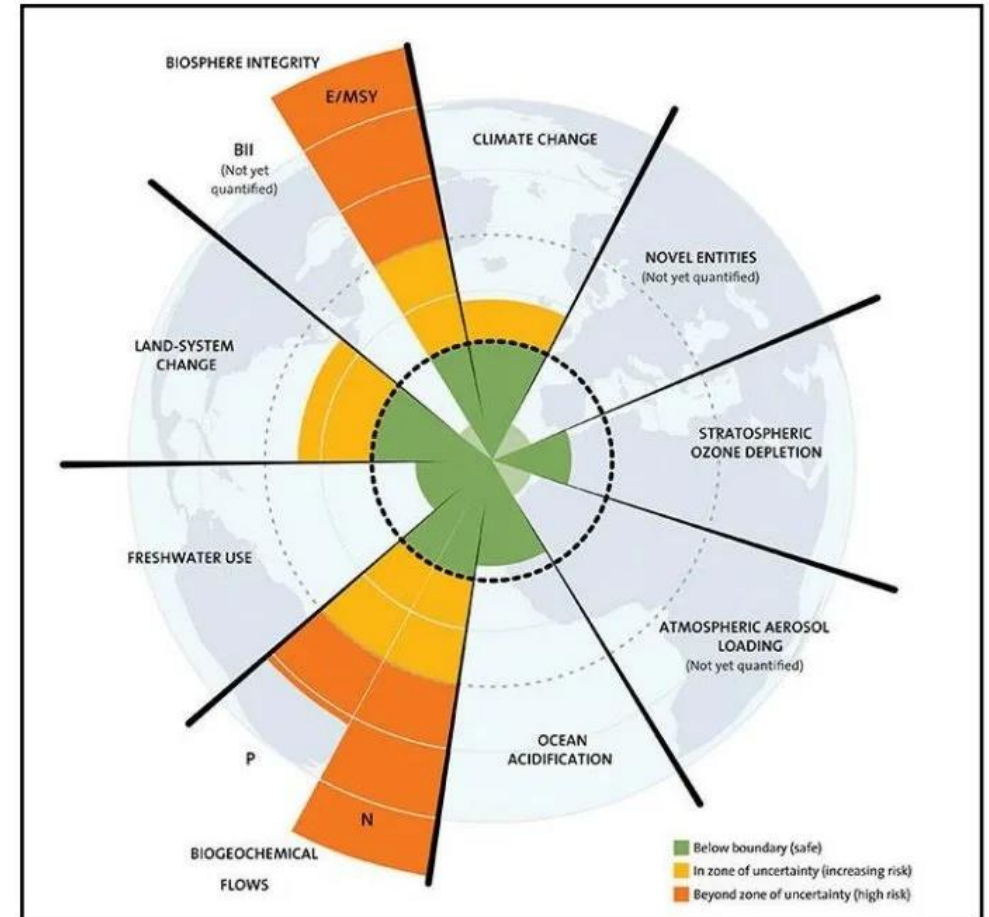 BIOSPHERE INTEGRITY
E/MSY
BII
(Not yet
quantified)
CLIMATE CHANGE
NOVEL ENTITIES
(Not yet quantified)
LAND-SYSTEM
CHANGE
STRATOSPHERIC
OZONE DEPLETION
FRESHWATER USE
ATMOSPHERIC AEROSOL
LOADING
(Not yet quantified)
OCEAN
ACIDIFICATION
P
N
BIOGEOCHEMICAL
FLOWS
Below boundary (safe)
In zone of uncertainty (increasing risk)
Beyond zone of uncertainty (high risk)